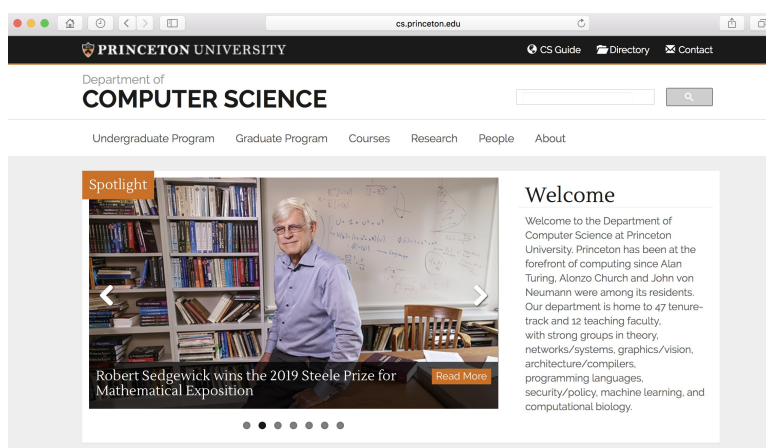 cs.princeton.edu
PRINCETON UNIVERSITY
CS Guide Directory Contact
Department of
COMPUTER SCIENCE
Undergraduate Program Graduate Program Courses Research People About
Spotlight
Robert Sedgewick wins the 2019 Steele Prize for
Mathematical Exposition
Read More
Welcome
Welcome to the Department of
Computer Science at Princeton
University. Princeton has been at the
forefront of computing since Alan
Turing, Alonzo Church and John von
Neumann were among its residents.
Our department is home to 47 tenure-
track and 12 teaching faculty,
with strong groups in theory,
networks/systems, graphics/vision,
architecture/compilers,
programming languages,
security/policy, machine learning, and
computational biology.